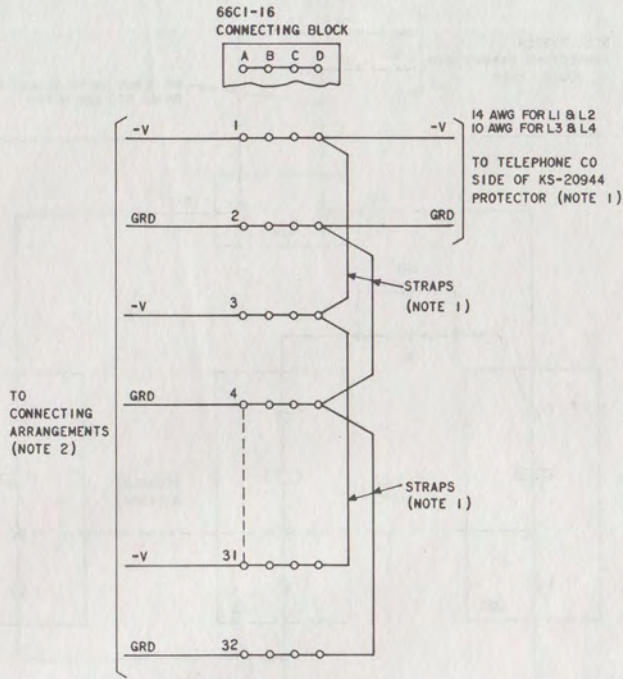 66C1-16
CONNECTING BLOCK
A B C D
-V 1 -V
14 AWG FOR L1 & L2
10 AWG FOR L3 & L4
TO TELEPHONE CO
SIDE OF KS-20944
PROTECTOR (NOTE 1)
GRD 2 GRD
STRAPS
(NOTE 1)
-V 3
GRD 4
TO
CONNECTING
ARRANGEMENTS
(NOTE 2)
STRAPS
(NOTE 1)
-V 31
GRD 32